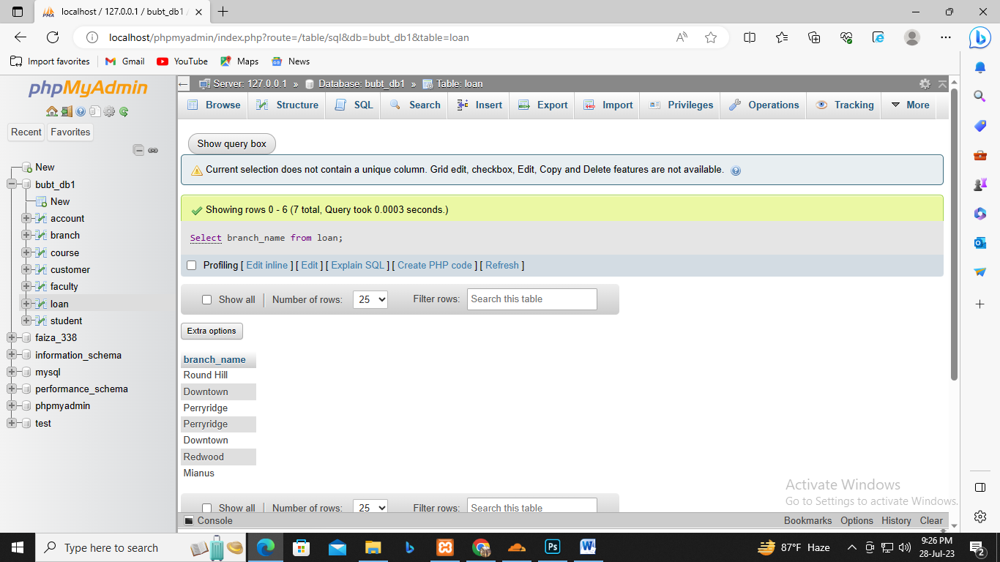 localhost / 127.0.0.1 / bubt_db1
localhost/phpmyadmin/index.php?route=/table/sql&db=bubt_db1&table=loan
Import favorites Gmail YouTube Maps News
phpMyAdmin
Recent Favorites
New
bubt_db1
New
account
branch
course
customer
faculty
loan
student
faiza_338
information_schema
mysql
performance_schema
phpmyadmin
test
Server: 127.0.0.1 » Database: bubt_db1 » Table: loan
Browse Structure SQL Search Insert Export Import Privileges Operations Tracking More
Show query box
Current selection does not contain a unique column. Grid edit, checkbox, Edit, Copy and Delete features are not available.
Showing rows 0 - 6 (7 total, Query took 0.0003 seconds.)
Select branch_name from loan;
Profiling [ Edit inline ] [ Edit ] [ Explain SQL ] [ Create PHP code ] [ Refresh ]
Show all Number of rows: 25 Filter rows: Search this table
Extra options
branch_name
Round Hill
Downtown
Perryridge
Perryridge
Downtown
Redwood
Mianus
Show all Number of rows: 25 Filter rows: Search this table
Activate Windows
Go to Settings to activate Windows.
Console Bookmarks Options History Clear
Type here to search
87°F Haze
9:26 PM
28-Jul-23
2